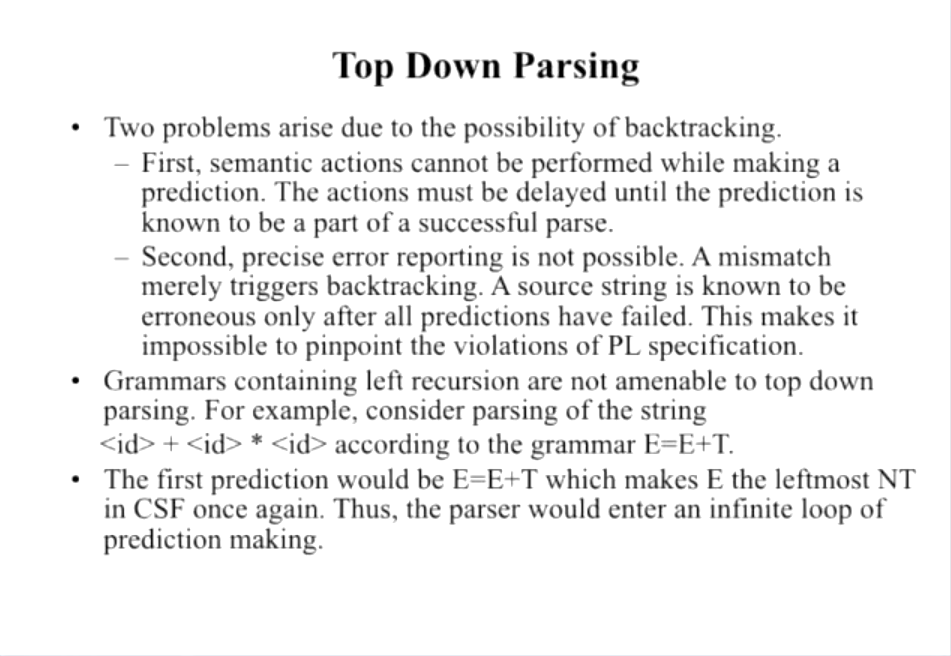 Top Down Parsing
• Two problems arise due to the possibility of backtracking.
– First, semantic actions cannot be performed while making a
prediction. The actions must be delayed until the prediction is
known to be a part of a successful parse.
– Second, precise error reporting is not possible. A mismatch
merely triggers backtracking. A source string is known to be
erroneous only after all predictions have failed. This makes it
impossible to pinpoint the violations of PL specification.
• Grammars containing left recursion are not amenable to top down
parsing. For example, consider parsing of the string
<id> + <id> * <id> according to the grammar E=E+T.
• The first prediction would be E=E+T which makes E the leftmost NT
in CSF once again. Thus, the parser would enter an infinite loop of
prediction making.